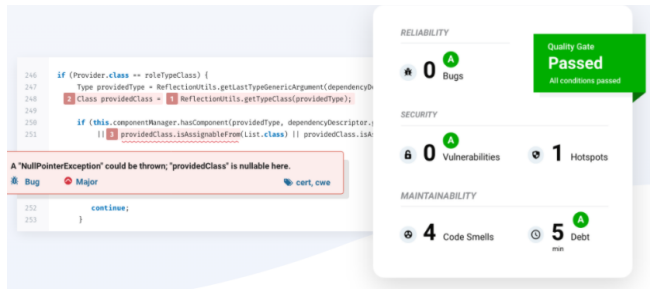 246 if (Provider.class == roleTypeClass) {
247 Type providedType = ReflectionUtils.getLastTypeGenericArgument(dependencyDe
248 2 Class providedClass = 1 ReflectionUtils.getTypeClass(providedType);
249
250 if (this.componentManager.hasComponent(providedType, dependencyDescriptor.
251 || 3 providedClass.isAssignableFrom(List.class) || providedClass.isAs
A "NullPointerException" could be thrown; "providedClass" is nullable here.
Bug Major cert, cwe
252 continue;
253 }
RELIABILITY
0 A Bugs
Quality Gate
Passed
All conditions passed
SECURITY
0 A Vulnerabilities 1 Hotspots
MAINTAINABILITY
4 Code Smells 5 min A Debt